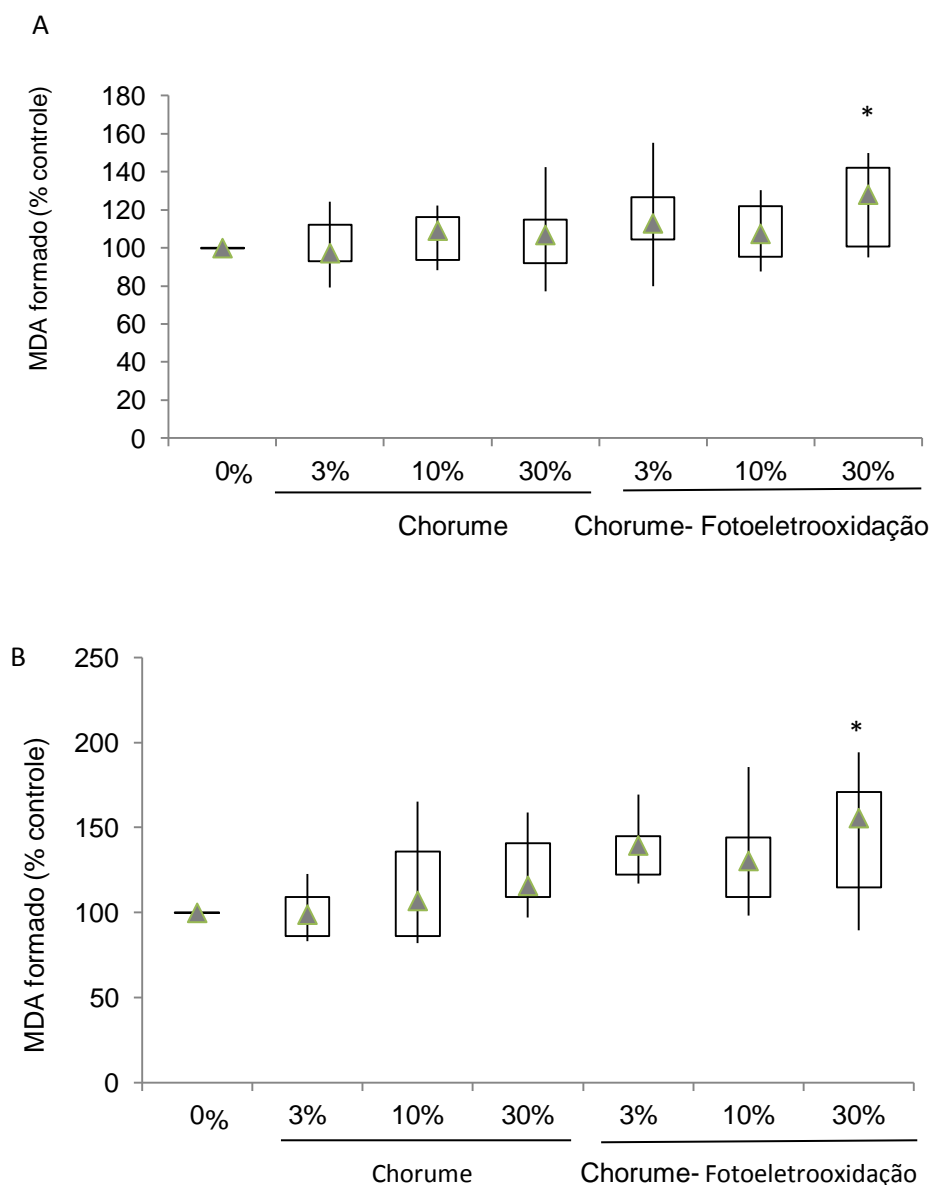 A
MDA formado (% controle)
180
160
140
120
100
80
60
40
20
0
*
0% 3% 10% 30% 3% 10% 30%
Chorume Chorume- Fotoeletrooxidação
B
MDA formado (% controle)
250
200
150
100
50
0
*
0% 3% 10% 30% 3% 10% 30%
Chorume Chorume- Fotoeletrooxidação